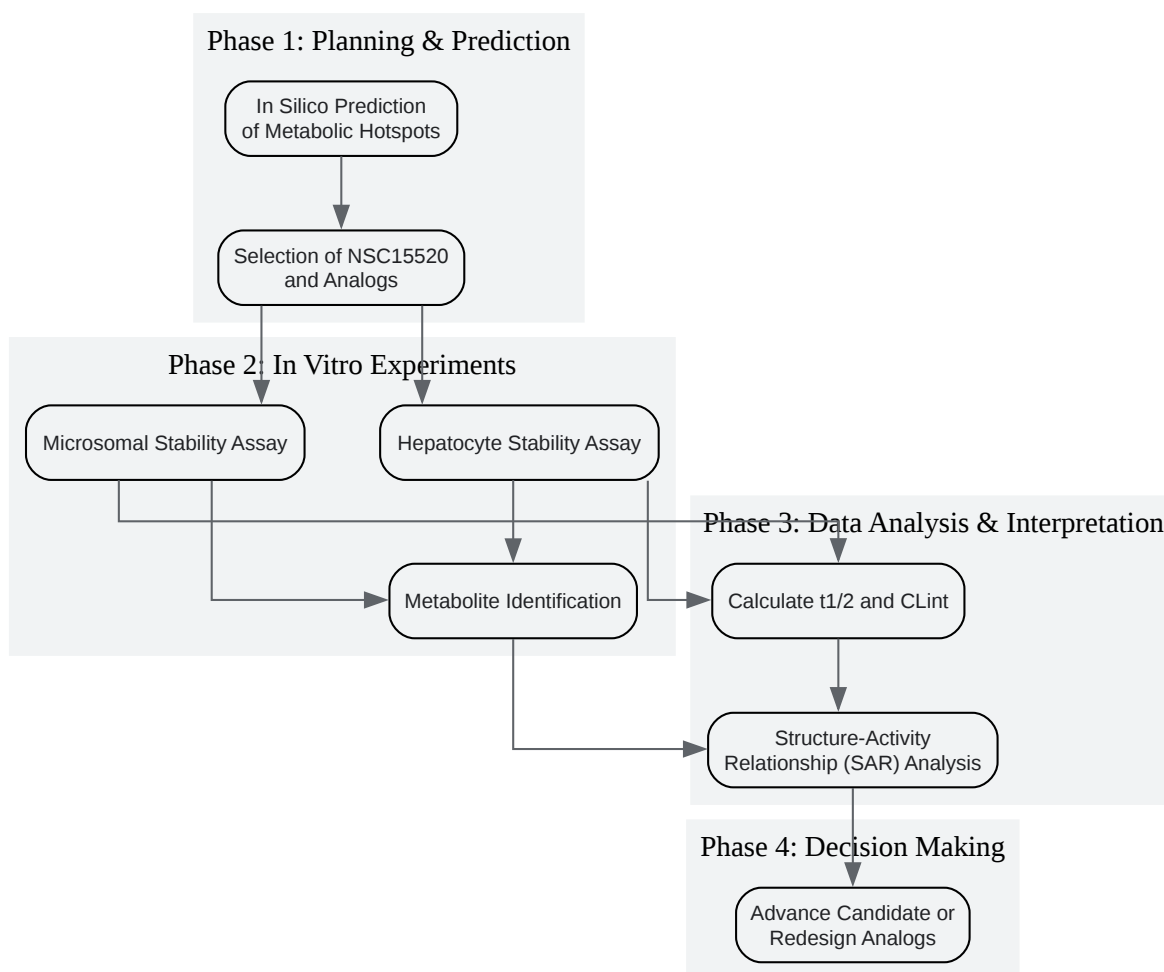 Phase 1: Planning & Prediction
In Silico Prediction
of Metabolic Hotspots
Selection of NSC15520
and Analogs
Phase 2: In Vitro Experiments
Microsomal Stability Assay
Hepatocyte Stability Assay
Metabolite Identification
Phase 3: Data Analysis & Interpretation
Calculate t1/2 and CLint
Structure-Activity
Relationship (SAR) Analysis
Phase 4: Decision Making
Advance Candidate or
Redesign Analogs